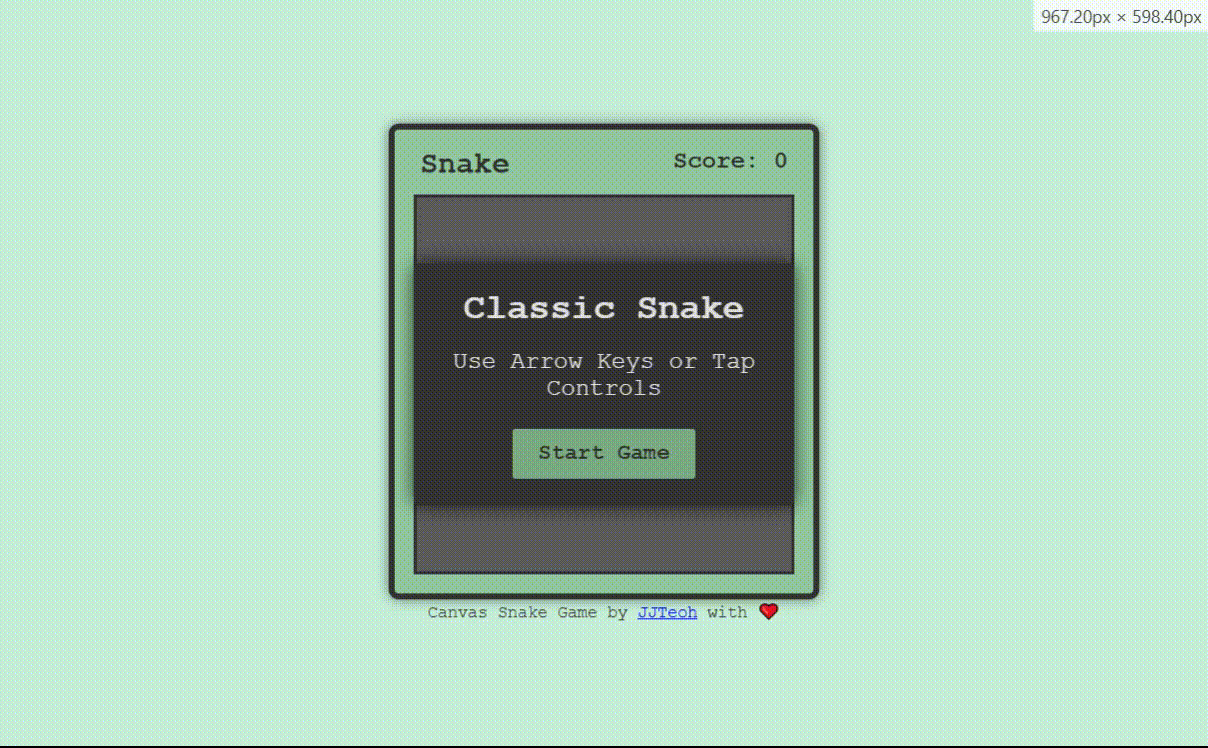 967.20px × 598.40px
Snake
Score: 0
Classic Snake
Use Arrow Keys or Tap
Controls
Start Game
Canvas Snake Game by JJTeoh with ❤️